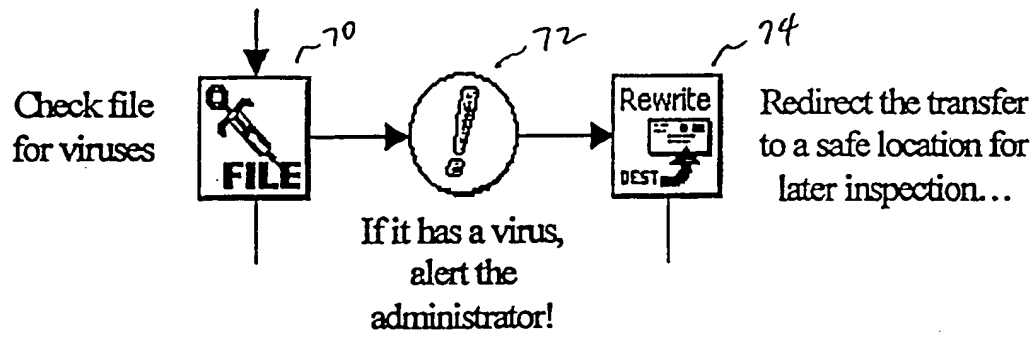 70
72
74
Check file
for viruses
Q
FILE
Rewrite
DEST
Redirect the transfer
to a safe location for
later inspection...
If it has a virus,
alert the
administrator!